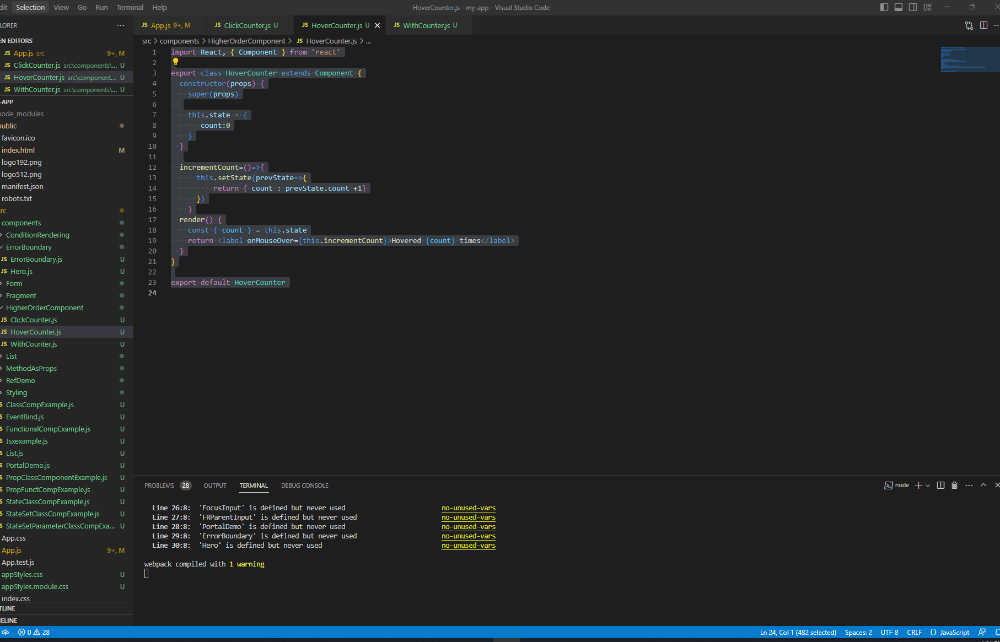 dit Selection View Go Run Terminal Help HoverCounter.js - my-app - Visual Studio Code
LORER ...
JS App.js 9+, M JS ClickCounter.js U JS HoverCounter.js U JS WithCounter.js U
EN EDITORS
JS App.js src 9+, M
JS ClickCounter.js src\components\... U
JS HoverCounter.js src\component... U
JS WithCounter.js src\components\... U
-APP
node_modules
public
favicon.ico
index.html M
logo192.png
logo512.png
manifest.json
robots.txt
rc
components
ConditionRendering
ErrorBoundary
JS ErrorBoundary.js U
JS Hero.js U
Form
Fragment
HigherOrderComponent
JS ClickCounter.js U
JS HoverCounter.js U
JS WithCounter.js U
List
MethodAsProps
RefDemo
Styling
S ClassCompExample.js U
S EventBind.js U
S FunctionalCompExample.js U
S Jsxexample.js U
S List.js U
S PortalDemo.js U
S PropClassComponentExample.js U
S PropFunctCompExample.js U
S StateClassCompExample.js U
S StateSetClassCompExample.js U
S StateSetParameterClassCompExa... U
App.css
App.js 9+, M
App.test.js
appStyles.css U
appStyles.module.css U
index.css
TLINE
IELINE
src > components > HigherOrderComponent > JS HoverCounter.js > ...
1 import React, { Component } from 'react'
2
3 export class HoverCounter extends Component {
4 constructor(props) {
5 super(props)
6
7 this.state = {
8 count:0
9 }
10 }
11
12 incrementCount=()=>{
13 this.setState(prevState=>{
14 return { count : prevState.count +1}
15 })
16 }
17 render() {
18 const { count } = this.state
19 return <label onMouseOver={this.incrementCount}>Hovered {count} times</label>
20 }
21 }
22
23 export default HoverCounter
24
PROBLEMS 28 OUTPUT TERMINAL DEBUG CONSOLE node
Line 26:8: 'FocusInput' is defined but never used no-unused-vars
Line 27:8: 'FRParentInput' is defined but never used no-unused-vars
Line 28:8: 'PortalDemo' is defined but never used no-unused-vars
Line 29:8: 'ErrorBoundary' is defined but never used no-unused-vars
Line 30:8: 'Hero' is defined but never used no-unused-vars
webpack compiled with 1 warning
0 28 Ln 24, Col 1 (482 selected) Spaces: 2 UTF-8 CRLF {} JavaScript